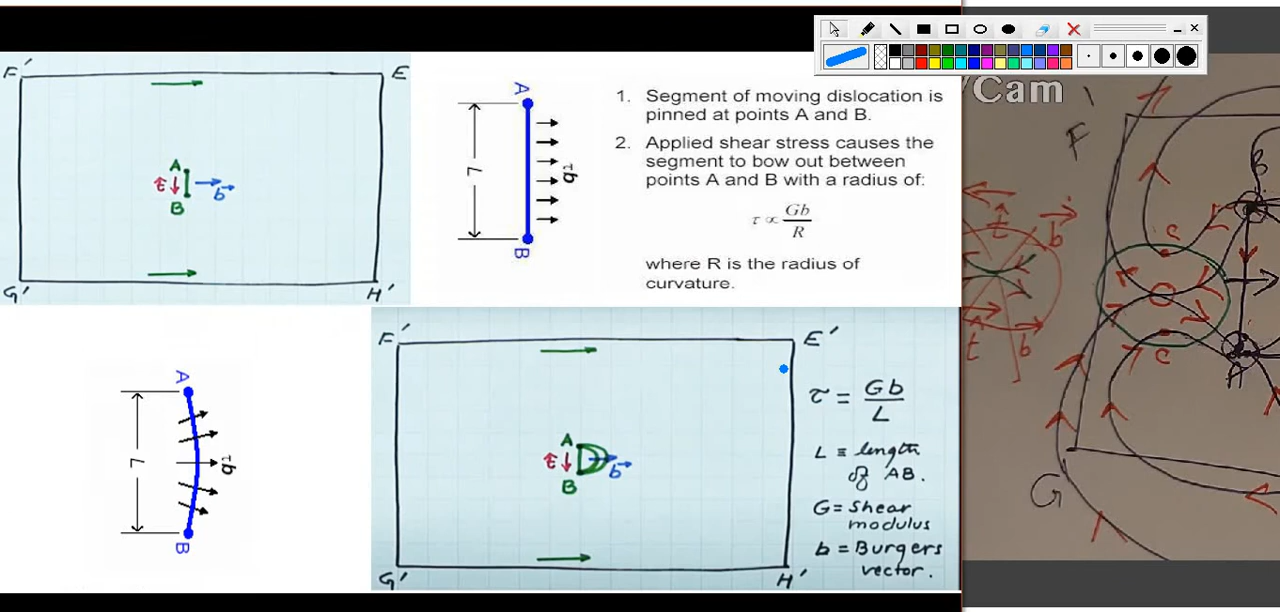 F' E
A
t b
B
G' H'
A
L
τb
B
1. Segment of moving dislocation is
pinned at points A and B.
2. Applied shear stress causes the
segment to bow out between
points A and B with a radius of:
τ ∝ Gb
R
where R is the radius of
curvature.
A
L
τb
B
F' E'
A
t b
B
G' H'
τ = Gb
L
L ≡ length
of AB.
G = Shear
modulus
b = Burgers
vector.
/Cam
F'
B
t b
c
t b
c
A
G